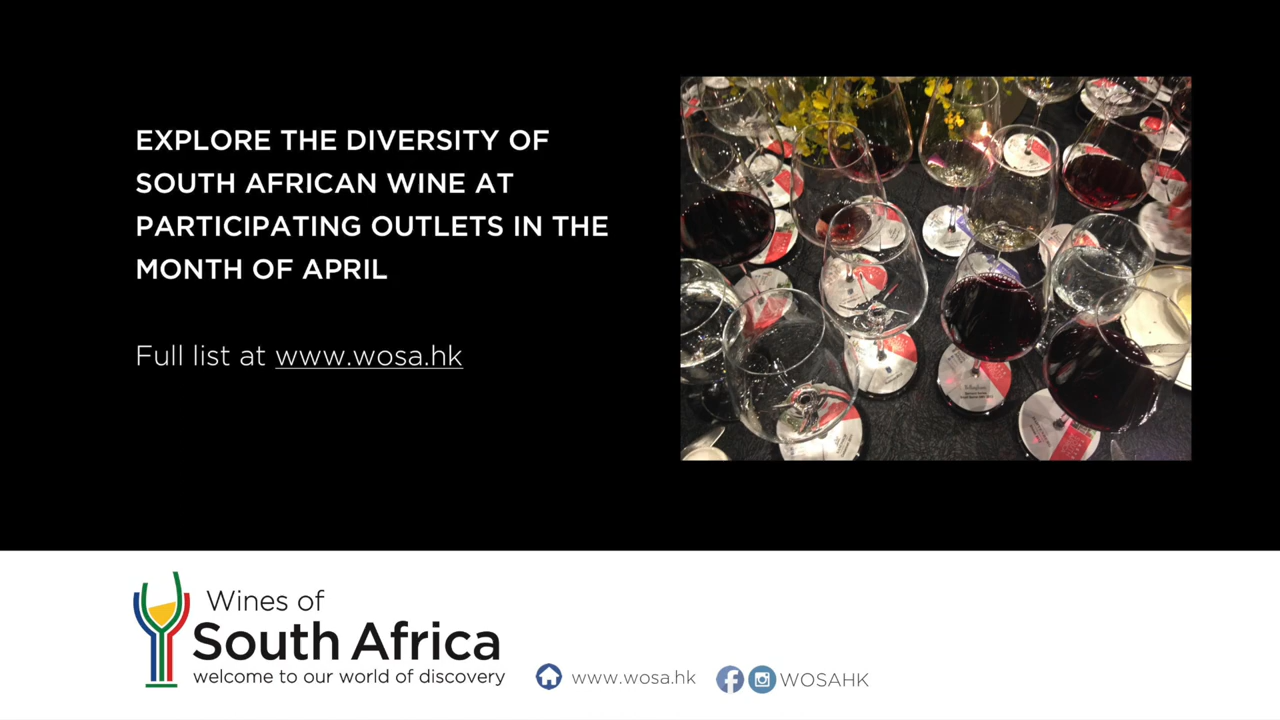 EXPLORE THE DIVERSITY OF
SOUTH AFRICAN WINE AT
PARTICIPATING OUTLETS IN THE
MONTH OF APRIL
Full list at www.wosa.hk
Wines of
South Africa
welcome to our world of discovery
www.wosa.hk
WOSAHK